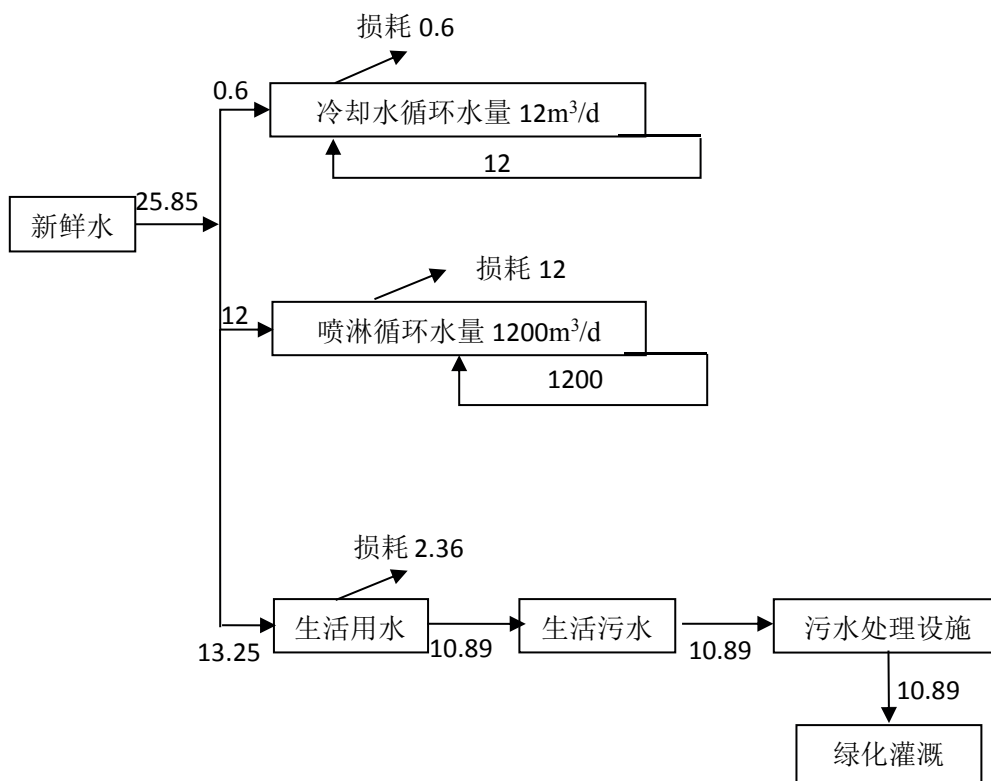 损耗 0.6
0.6
冷却水循环水量 12m³/d
12
25.85
新鲜水
损耗 12
12
喷淋循环水量 1200m³/d
1200
损耗 2.36
生活用水
生活污水
污水处理设施
13.25
10.89
10.89
10.89
绿化灌溉